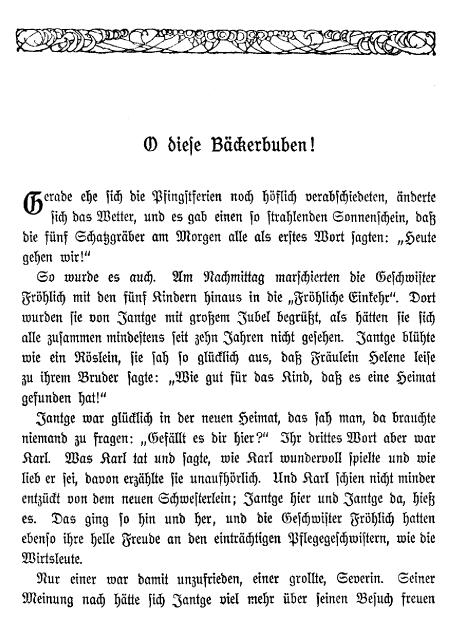 O diese Bäckerbuben!
Gerade ehe sich die Pfingstferien noch höflich verabschiedeten, änderte
sich das Wetter, und es gab einen so strahlenden Sonnenschein, daß
die fünf Schatzgräber am Morgen alle als erstes Wort sagten: „Heute
gehen wir!“
So wurde es auch. Am Nachmittag marschierten die Geschwister
Fröhlich mit den fünf Kindern hinaus in die „Fröhliche Einkehr“. Dort
wurden sie von Jantge mit großem Jubel begrüßt, als hätten sie sich
alle zusammen mindestens seit zehn Jahren nicht gesehen. Jantge blühte
wie ein Röslein, sie sah so glücklich aus, daß Fräulein Helene leise
zu ihrem Bruder sagte: „Wie gut für das Kind, daß es eine Heimat
gefunden hat!“
Jantge war glücklich in der neuen Heimat, das sah man, da brauchte
niemand zu fragen: „Gefällt es dir hier?“ Ihr drittes Wort aber war
Karl. Was Karl tat und sagte, wie Karl wundervoll spielte und wie
lieb er sei, davon erzählte sie unaufhörlich. Und Karl schien nicht minder
entzückt von dem neuen Schwesterlein; Jantge hier und Jantge da, hieß
es. Das ging so hin und her, und die Geschwister Fröhlich hatten
ebenso ihre helle Freude an den einträchtigen Pflegegeschwistern, wie die
Wirtsleute.
Nur einer war damit unzufrieden, einer grollte, Severin. Seiner
Meinung nach hätte sich Jantge viel mehr über seinen Besuch freuen